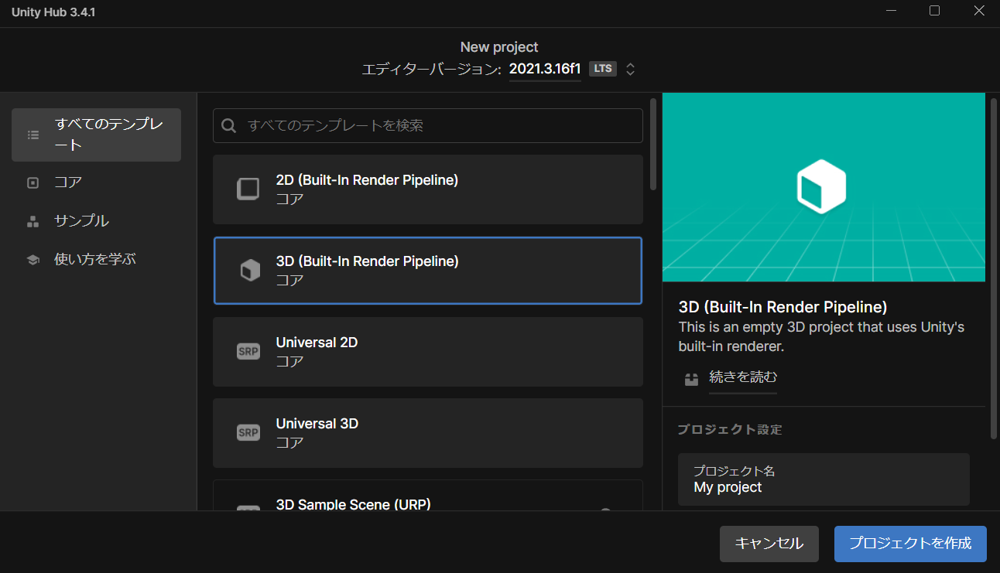 Unity Hub 3.4.1
New project
エディターバージョン: 2021.3.16f1 LTS
すべてのテンプレ
ート
コア
サンプル
使い方を学ぶ
すべてのテンプレートを検索
2D (Built-In Render Pipeline)
コア
3D (Built-In Render Pipeline)
コア
SRP
Universal 2D
コア
SRP
Universal 3D
コア
3D Sample Scene (URP)
3D (Built-In Render Pipeline)
This is an empty 3D project that uses Unity's
built-in renderer.
続きを読む
プロジェクト設定
プロジェクト名
My project
キャンセル
プロジェクトを作成